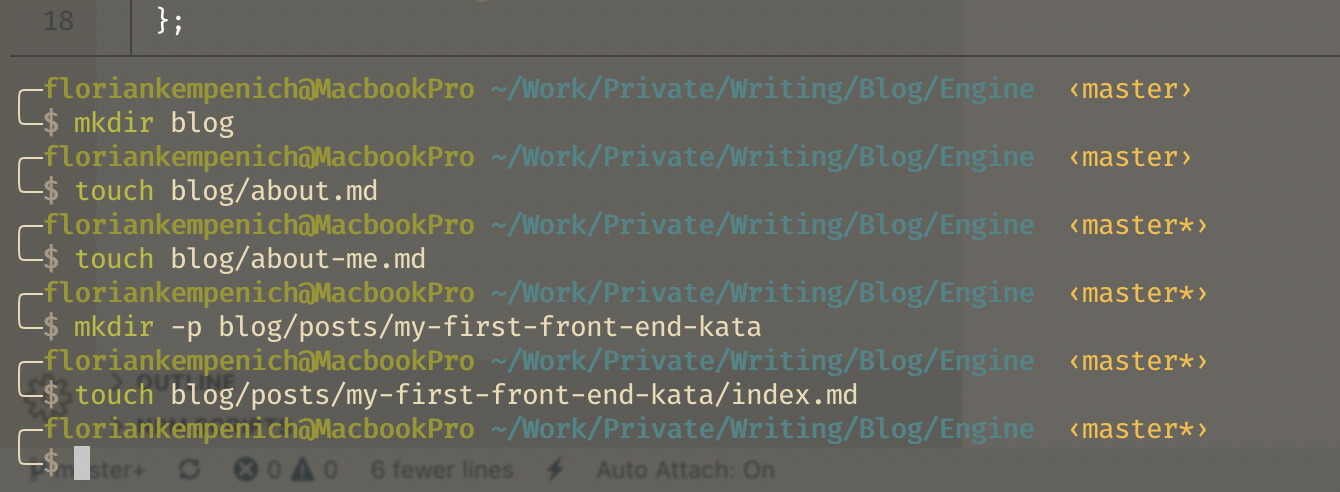 18 };
floriankempenich@MacbookPro ~/Work/Private/Writing/Blog/Engine ‹master›
$ mkdir blog
floriankempenich@MacbookPro ~/Work/Private/Writing/Blog/Engine ‹master›
$ touch blog/about.md
floriankempenich@MacbookPro ~/Work/Private/Writing/Blog/Engine ‹master*›
$ touch blog/about-me.md
floriankempenich@MacbookPro ~/Work/Private/Writing/Blog/Engine ‹master*›
$ mkdir -p blog/posts/my-first-front-end-kata
floriankempenich@MacbookPro ~/Work/Private/Writing/Blog/Engine ‹master*›
OUTLINE
$ touch blog/posts/my-first-front-end-kata/index.md
floriankempenich@MacbookPro ~/Work/Private/Writing/Blog/Engine ‹master*›
$
master+ 0 0 6 fewer lines Auto Attach: On